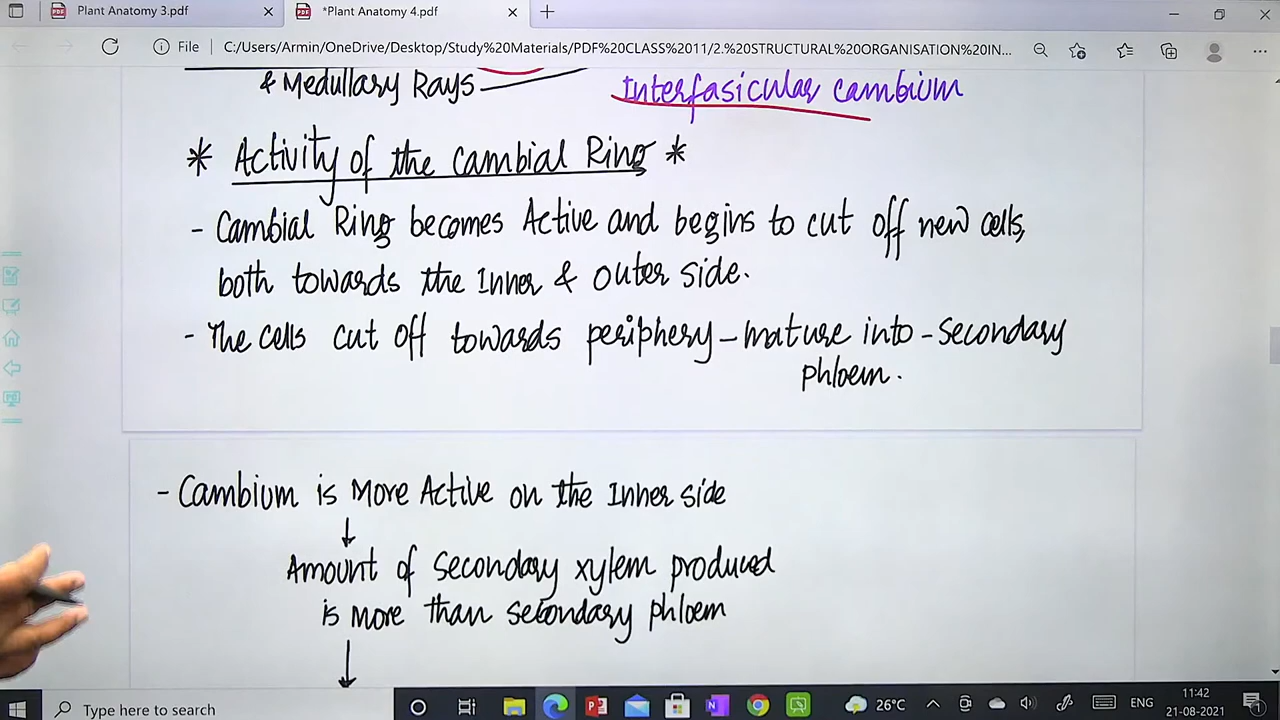 Plant Anatomy 3.pdf
*Plant Anatomy 4.pdf
File
C:/Users/Armin/OneDrive/Desktop/Study%20Materials/PDF%20CLASS%2011/2.%20STRUCTURAL%20ORGANISATION%20IN...
& Medullary Rays
Interfasicular cambium
* Activity of the Cambial Ring *
- Cambial Ring becomes Active and begins to cut off new cells,
both towards the Inner & outer side.
- The cells cut off towards periphery - mature into - secondary
phloem.
- Cambium is More Active on the Inner side
Amount of secondary xylem produced
is more than secondary phloem
Type here to search
26°C
ENG
11:42
21-08-2021